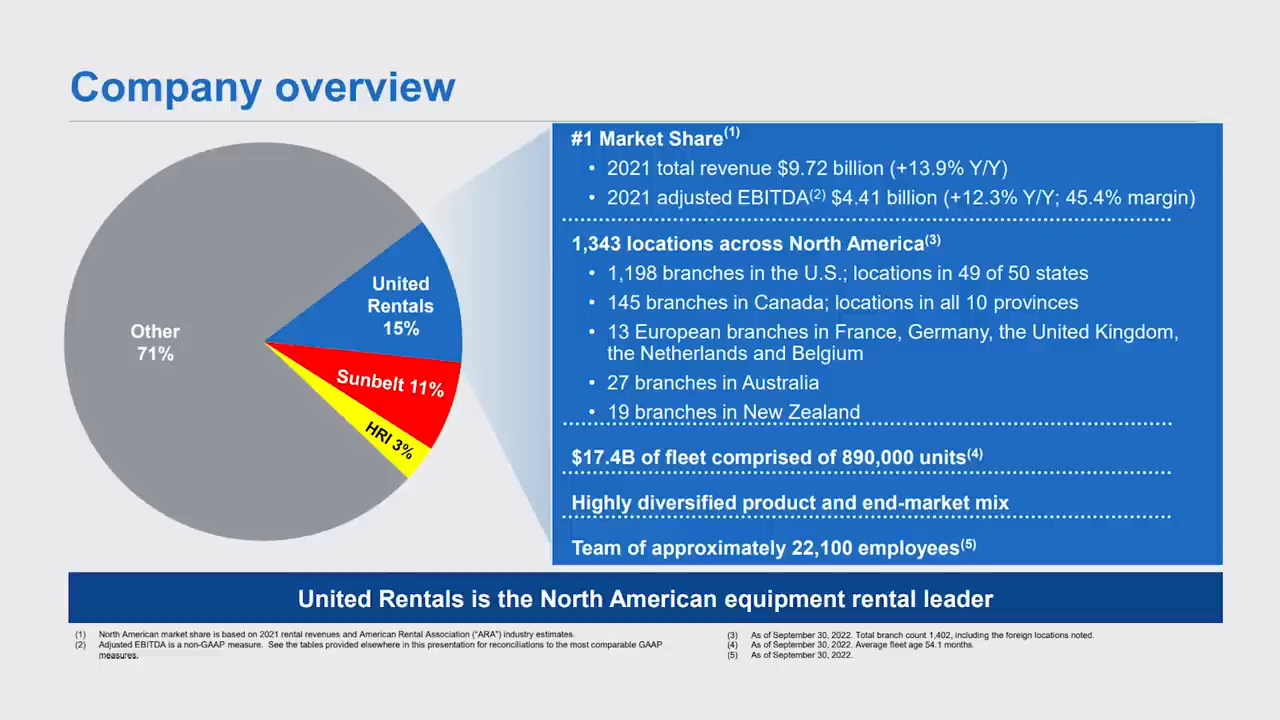 Company overview
Other
71%
United
Rentals
15%
Sunbelt 11%
HRI 3%
#1 Market Share(1)
• 2021 total revenue $9.72 billion (+13.9% Y/Y)
• 2021 adjusted EBITDA(2) $4.41 billion (+12.3% Y/Y; 45.4% margin)
1,343 locations across North America(3)
• 1,198 branches in the U.S.; locations in 49 of 50 states
• 145 branches in Canada; locations in all 10 provinces
• 13 European branches in France, Germany, the United Kingdom,
the Netherlands and Belgium
• 27 branches in Australia
• 19 branches in New Zealand
$17.4B of fleet comprised of 890,000 units(4)
Highly diversified product and end-market mix
Team of approximately 22,100 employees(5)
United Rentals is the North American equipment rental leader
(1) North American market share is based on 2021 rental revenues and American Rental Association ("ARA") industry estimates.
(2) Adjusted EBITDA is a non-GAAP measure. See the tables provided elsewhere in this presentation for reconciliations to the most comparable GAAP
measures.
(3) As of September 30, 2022. Total branch count 1,402, including the foreign locations noted.
(4) As of September 30, 2022. Average fleet age 54.1 months.
(5) As of September 30, 2022.